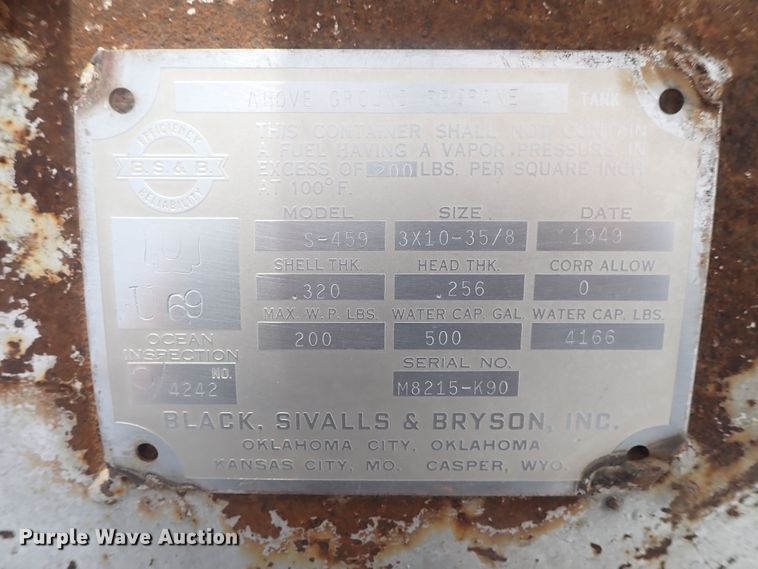 ABOVE GROUND PROPANE TANK
EFFICIENCY
B.S.&B.
RELIABILITY
THIS CONTAINER SHALL NOT CONTAIN
A FUEL HAVING A VAPOR PRESSURE IN
EXCESS OF 200 LBS. PER SQUARE INCH
AT 100°F.
MODEL SIZE DATE
S-459 3X10-35/8 1949
SHELL THK. HEAD THK. CORR ALLOW
.320 .256 0
MAX. W.P. LBS. WATER CAP. GAL. WATER CAP. LBS.
200 500 4166
U 69
OCEAN
INSPECTION
NO.
4242
SERIAL NO.
M8215-K90
BLACK, SIVALLS & BRYSON, INC.
OKLAHOMA CITY, OKLAHOMA
KANSAS CITY, MO. CASPER, WYO.
Purple Wave Auction